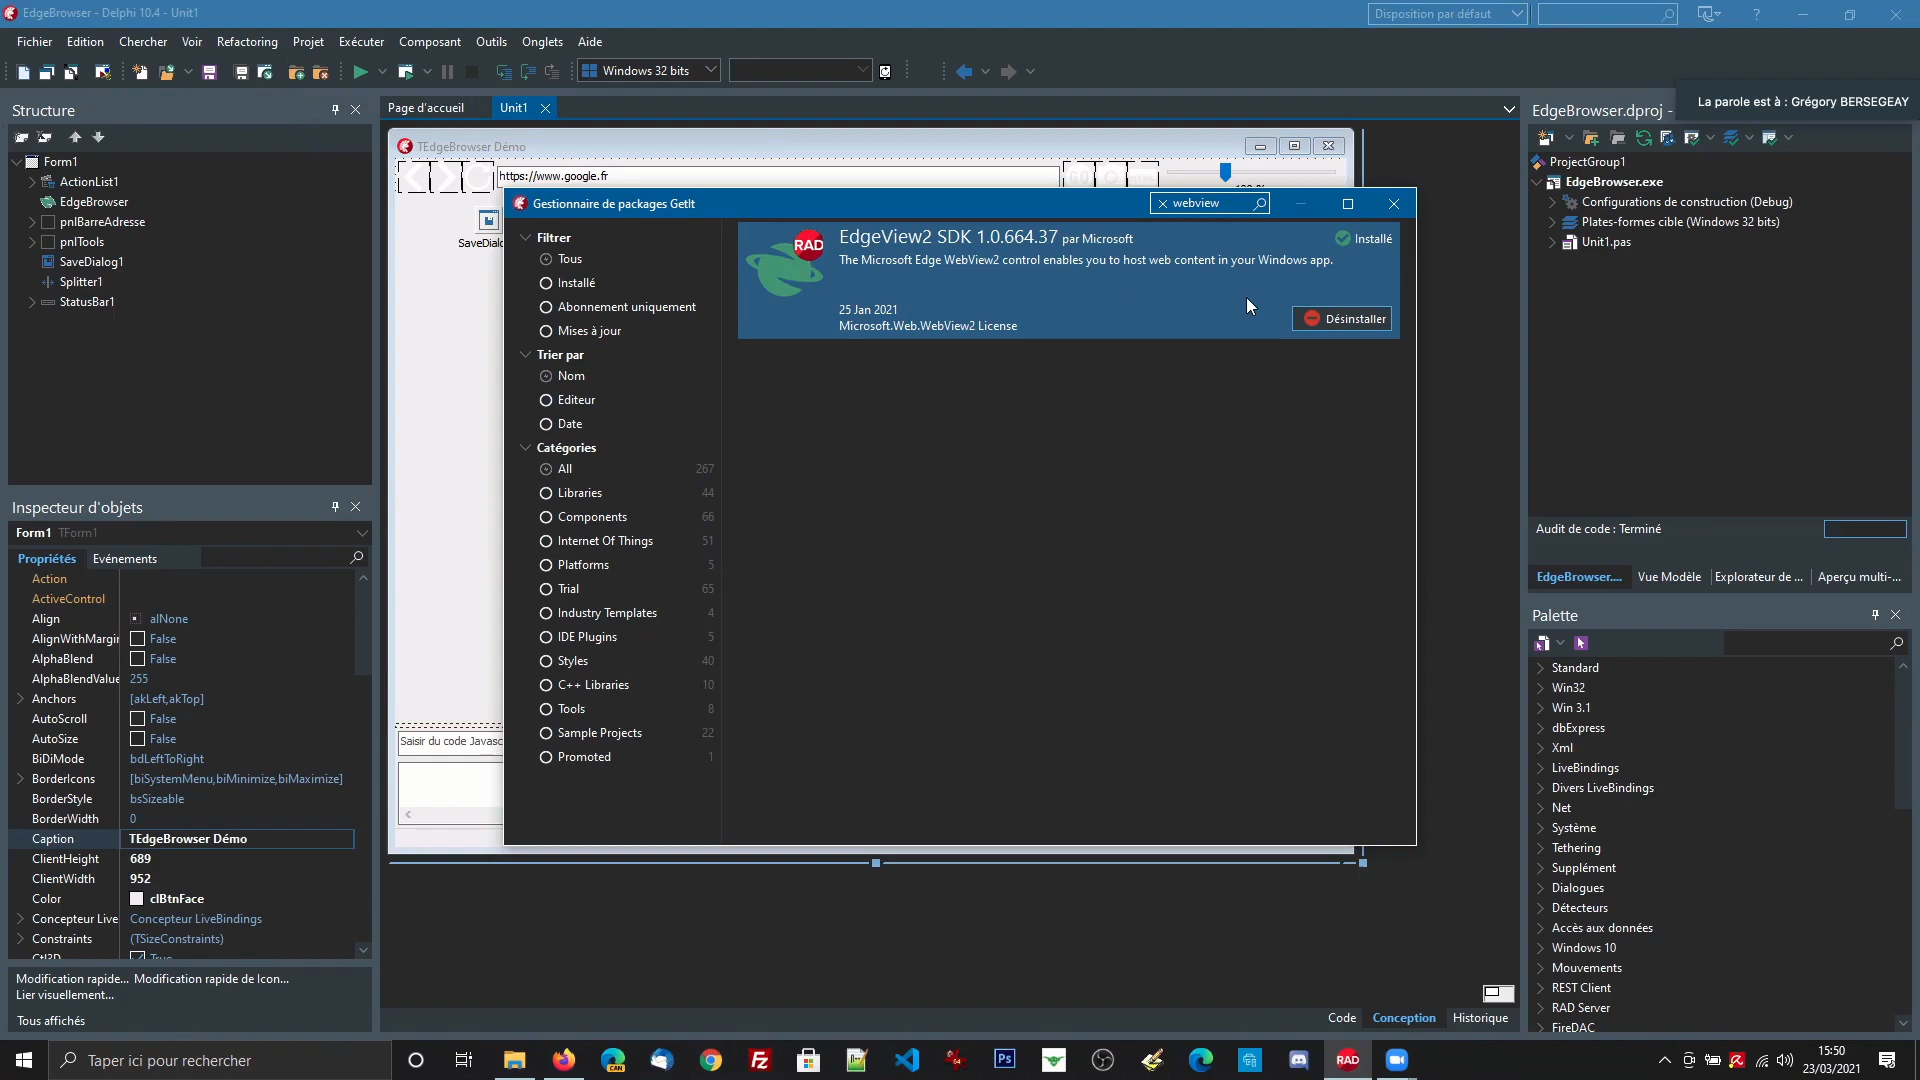 EdgeBrowser - Delphi 10.4 - Unit1
Disposition par défaut
Fichier Edition Chercher Voir Refactoring Projet Exécuter Composant Outils Onglets Aide
Windows 32 bits
La parole est à : Grégory BERSEGEAY
Structure
Form1
ActionList1
EdgeBrowser
pnlBarreAdresse
pnlTools
SaveDialog1
Splitter1
StatusBar1
Inspecteur d'objets
Form1 TForm1
Propriétés Evénements
Action
ActiveControl
Align alNone
AlignWithMargin False
AlphaBlend False
AlphaBlendValue 255
Anchors [akLeft,akTop]
AutoScroll False
AutoSize False
BiDiMode bdLeftToRight
BorderIcons [biSystemMenu,biMinimize,biMaximize]
BorderStyle bsSizeable
BorderWidth 0
Caption TEdgeBrowser Démo
ClientHeight 689
ClientWidth 952
Color clBtnFace
Concepteur Live Concepteur LiveBindings
Constraints (TSizeConstraints)
Ctl3D True
Modification rapide... Modification rapide de Icon...
Lier visuellement...
Tous affichés
Page d'accueil Unit1
TEdgeBrowser Démo
https://www.google.fr
GO
SaveDialo
Saisir du code Javasc
Gestionnaire de packages GetIt
webview
Filtrer
Tous
Installé
Abonnement uniquement
Mises à jour
Trier par
Nom
Editeur
Date
Catégories
All 267
Libraries 44
Components 66
Internet Of Things 51
Platforms 5
Trial 65
Industry Templates 4
IDE Plugins 5
Styles 40
C++ Libraries 10
Tools 8
Sample Projects 22
Promoted 1
RAD
EdgeView2 SDK 1.0.664.37 par Microsoft
Installé
The Microsoft Edge WebView2 control enables you to host web content in your Windows app.
25 Jan 2021
Microsoft.Web.WebView2 License
Désinstaller
Code Conception Historique
EdgeBrowser.dproj -
ProjectGroup1
EdgeBrowser.exe
Configurations de construction (Debug)
Plates-formes cible (Windows 32 bits)
Unit1.pas
Audit de code : Terminé
EdgeBrowser.... Vue Modèle Explorateur de ... Aperçu multi-...
Palette
Standard
Win32
Win 3.1
dbExpress
Xml
LiveBindings
Divers LiveBindings
Net
Système
Tethering
Supplément
Dialogues
Détecteurs
Accès aux données
Windows 10
Mouvements
REST Client
RAD Server
FireDAC
Taper ici pour rechercher
CAN
Ps
RAD
15:50
23/03/2021